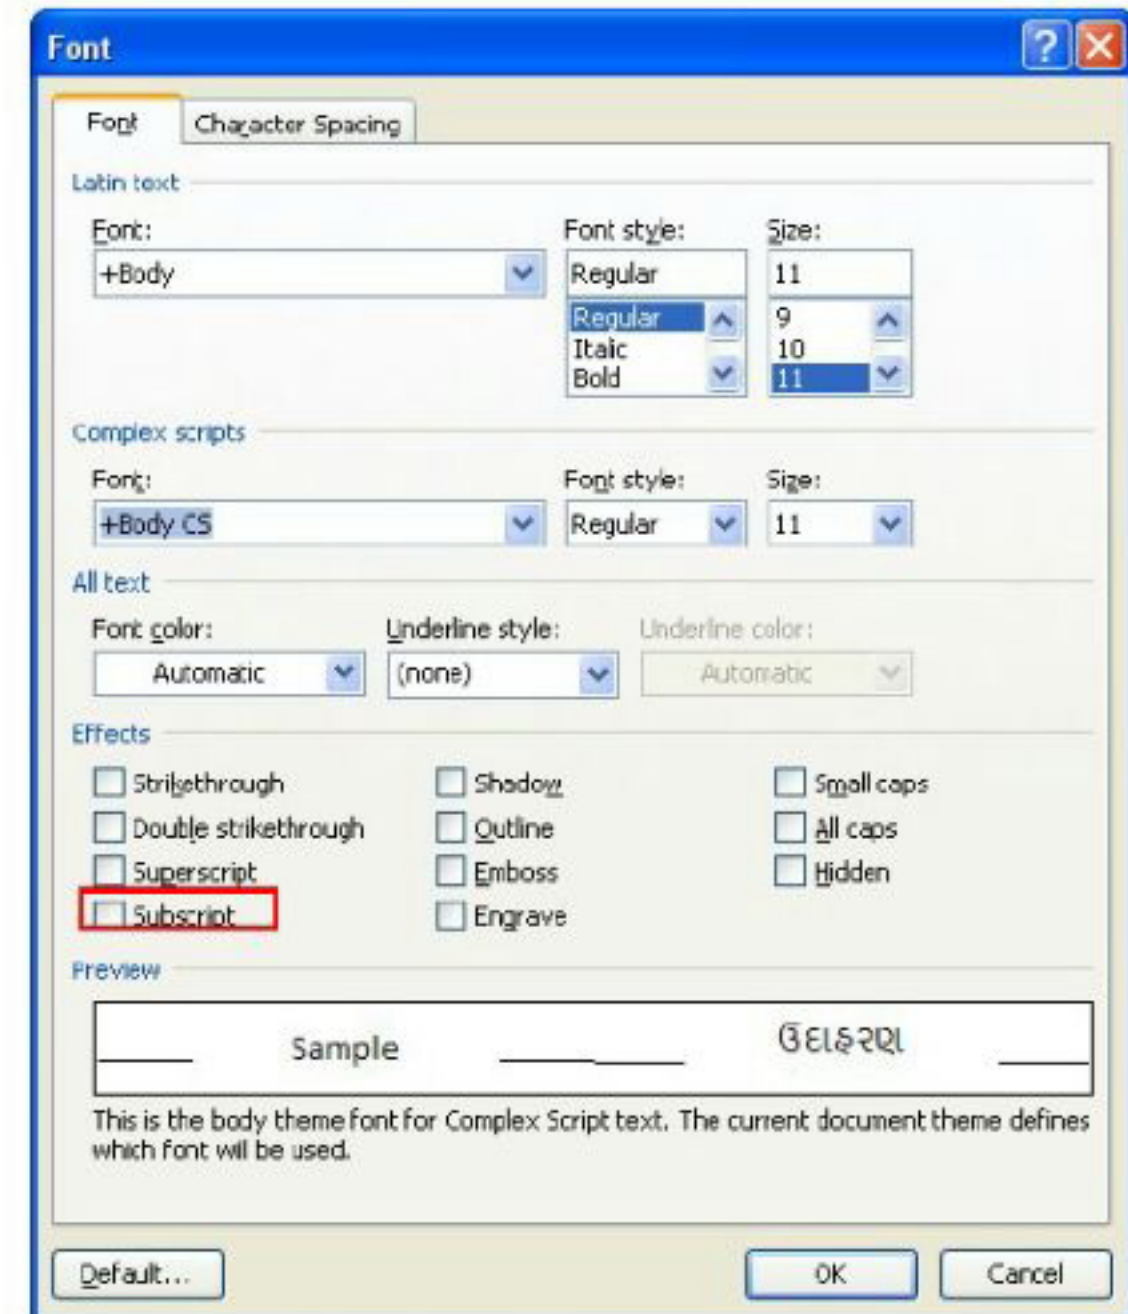 Font
Font Character Spacing
Latin text
Font: Font style: Size:
+Body Regular 11
Regular 9
Italic 10
Bold 11
Complex scripts
Font: Font style: Size:
+Body CS Regular 11
All text
Font color: Underline style: Underline color:
Automatic (none) Automatic
Effects
Strikethrough Shadow Small caps
Double strikethrough Outline All caps
Superscript Emboss Hidden
Subscript Engrave
Preview
Sample ઉદાહરણ
This is the body theme font for Complex Script text. The current document theme defines
which font will be used.
Default... OK Cancel